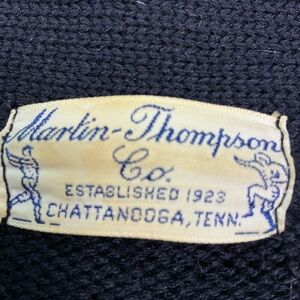 Martin-Thompson
Co.
ESTABLISHED 1923
CHATTANOOGA, TENN.